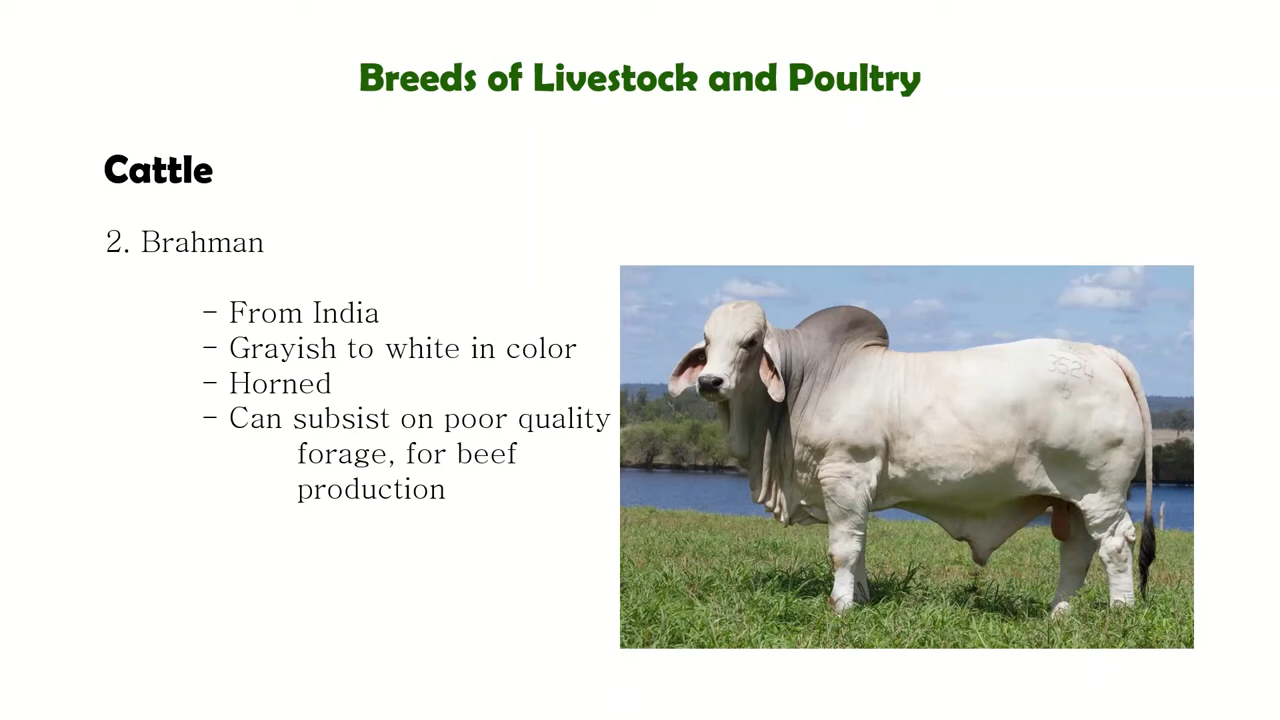 Breeds of Livestock and Poultry
Cattle
2. Brahman
- From India
- Grayish to white in color
- Horned
- Can subsist on poor quality
forage, for beef
production
3524